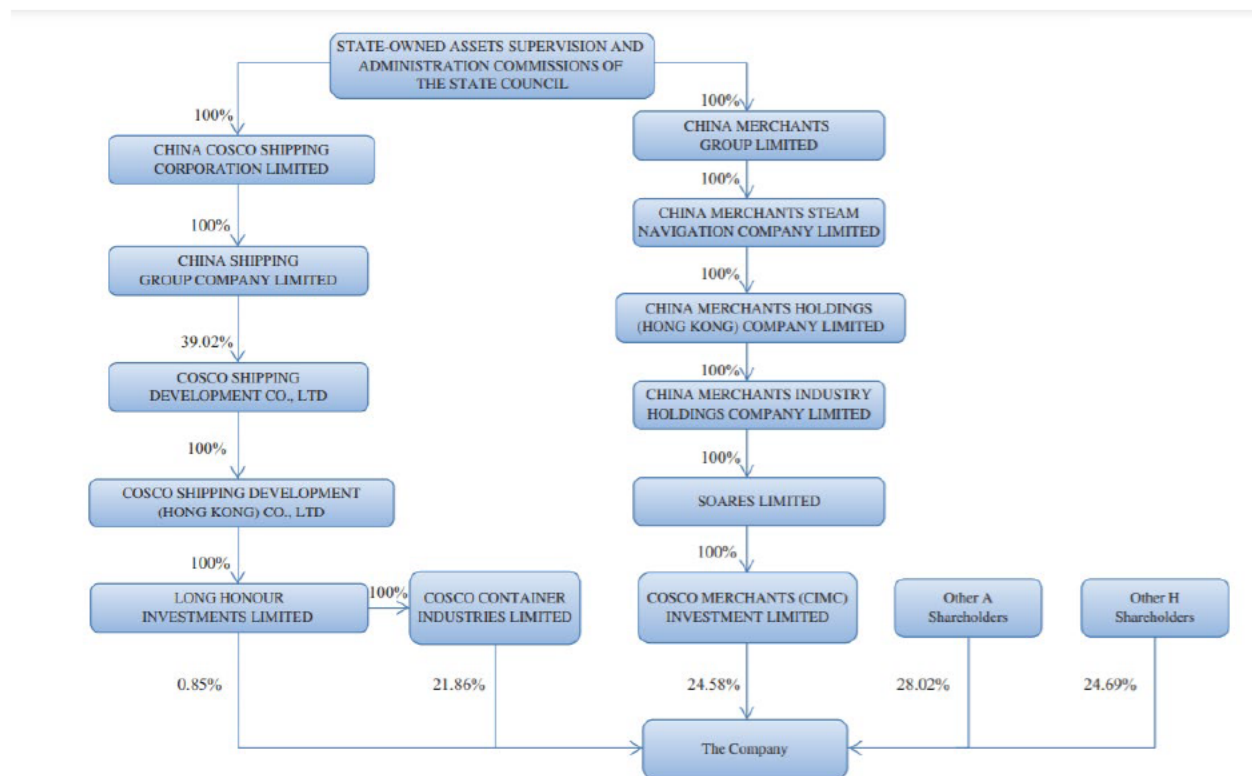 STATE-OWNED ASSETS SUPERVISION AND
ADMINISTRATION COMMISSIONS OF
THE STATE COUNCIL
100%
100%
CHINA COSCO SHIPPING
CORPORATION LIMITED
CHINA MERCHANTS
GROUP LIMITED
100%
100%
CHINA SHIPPING
GROUP COMPANY LIMITED
CHINA MERCHANTS STEAM
NAVIGATION COMPANY LIMITED
100%
CHINA MERCHANTS HOLDINGS
(HONG KONG) COMPANY LIMITED
39.02%
100%
COSCO SHIPPING
DEVELOPMENT CO., LTD
CHINA MERCHANTS INDUSTRY
HOLDINGS COMPANY LIMITED
100%
100%
COSCO SHIPPING DEVELOPMENT
(HONG KONG) CO., LTD
SOARES LIMITED
100%
100%
LONG HONOUR
INVESTMENTS LIMITED
100%
COSCO CONTAINER
INDUSTRIES LIMITED
COSCO MERCHANTS (CIMC)
INVESTMENT LIMITED
Other A
Shareholders
Other H
Shareholders
0.85%
21.86%
24.58%
28.02%
24.69%
The Company